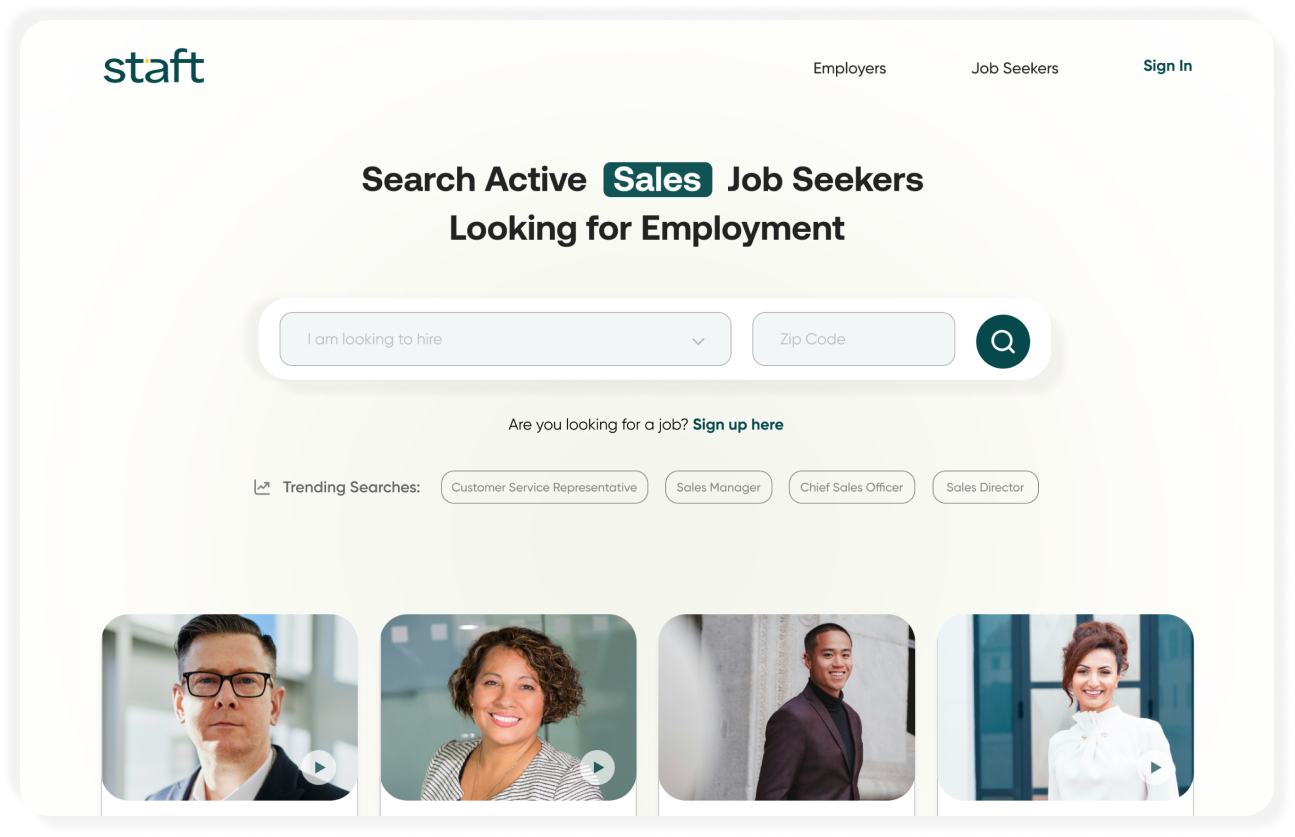 staft
Employers
Job Seekers
Sign In
Search Active Sales Job Seekers
Looking for Employment
I am looking to hire
Zip Code
Are you looking for a job? Sign up here
Trending Searches:
Customer Service Representative
Sales Manager
Chief Sales Officer
Sales Director